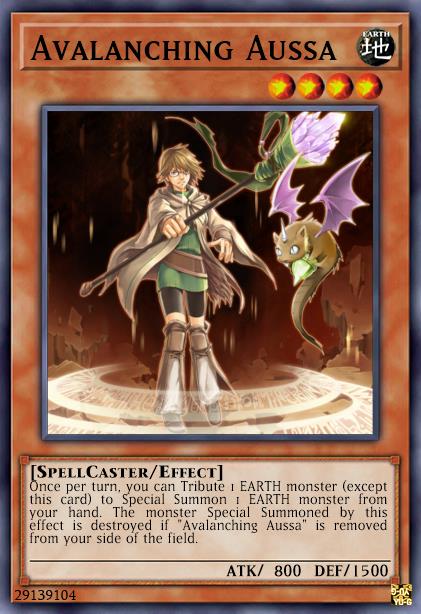 Avalanching Aussa
EARTH
地
[SpellCaster/Effect]
Once per turn, you can Tribute 1 EARTH monster (except
this card) to Special Summon 1 EARTH monster from
your hand. The monster Special Summoned by this
effect is destroyed if "Avalanching Aussa" is removed
from your side of the field.
ATK/ 800 DEF/1500
29139104